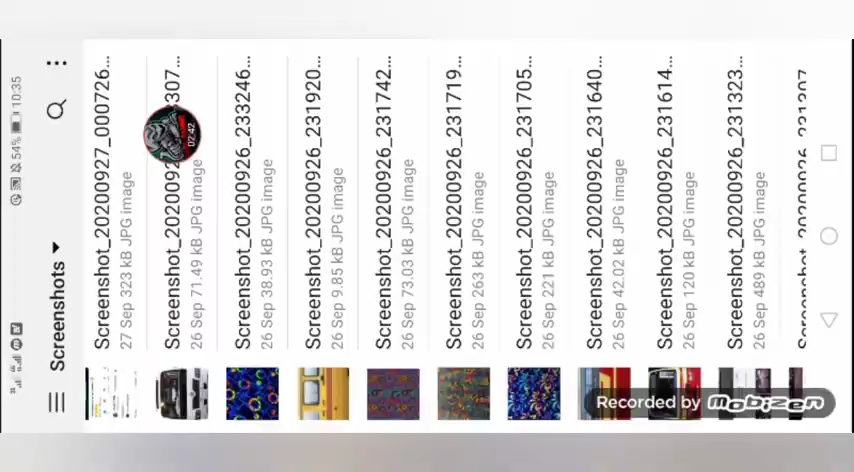 54% 10:35
Screenshots
Screenshot_20200927_000726...
27 Sep 323 kB JPG image
307...
02:42
26 Sep 71.49 kB JPG image
Screenshot_20200926_233246...
26 Sep 38.93 kB JPG image
Screenshot_20200926_231920...
26 Sep 9.85 kB JPG image
Screenshot_20200926_231742...
26 Sep 73.03 kB JPG image
Screenshot_20200926_231719...
26 Sep 263 kB JPG image
Screenshot_20200926_231705...
26 Sep 221 kB JPG image
Screenshot_20200926_231640...
26 Sep 42.02 kB JPG image
Screenshot_20200926_231614...
26 Sep 120 kB JPG image
Screenshot_20200926_231323...
26 Sep 489 kB JPG image
Recorded by Mobizen